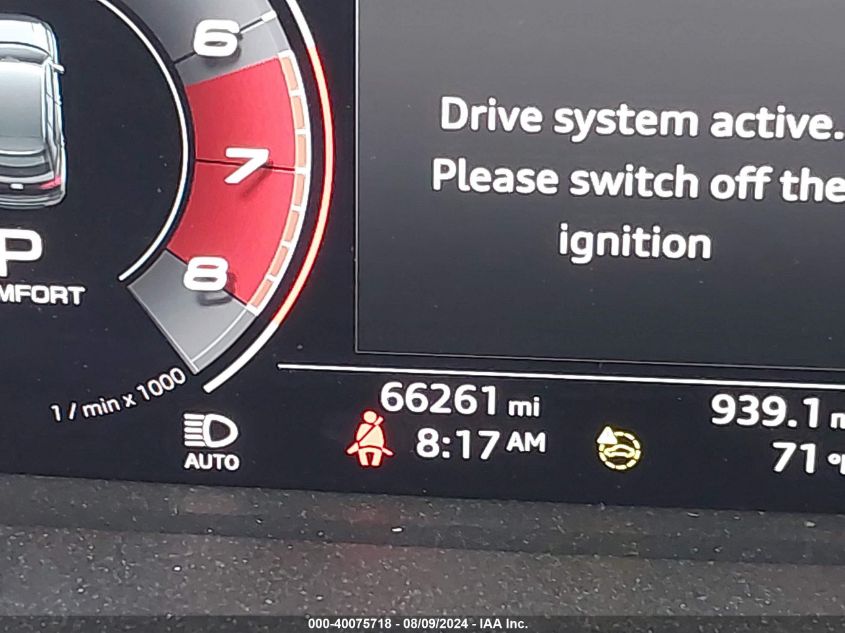 6
7
8
P
MFORT
1 / min x 1000
AUTO
Drive system active.
Please switch off the
ignition
66261 mi
939.1
8:17 AM
71
000-40075718 - 08/09/2024 - IAA Inc.